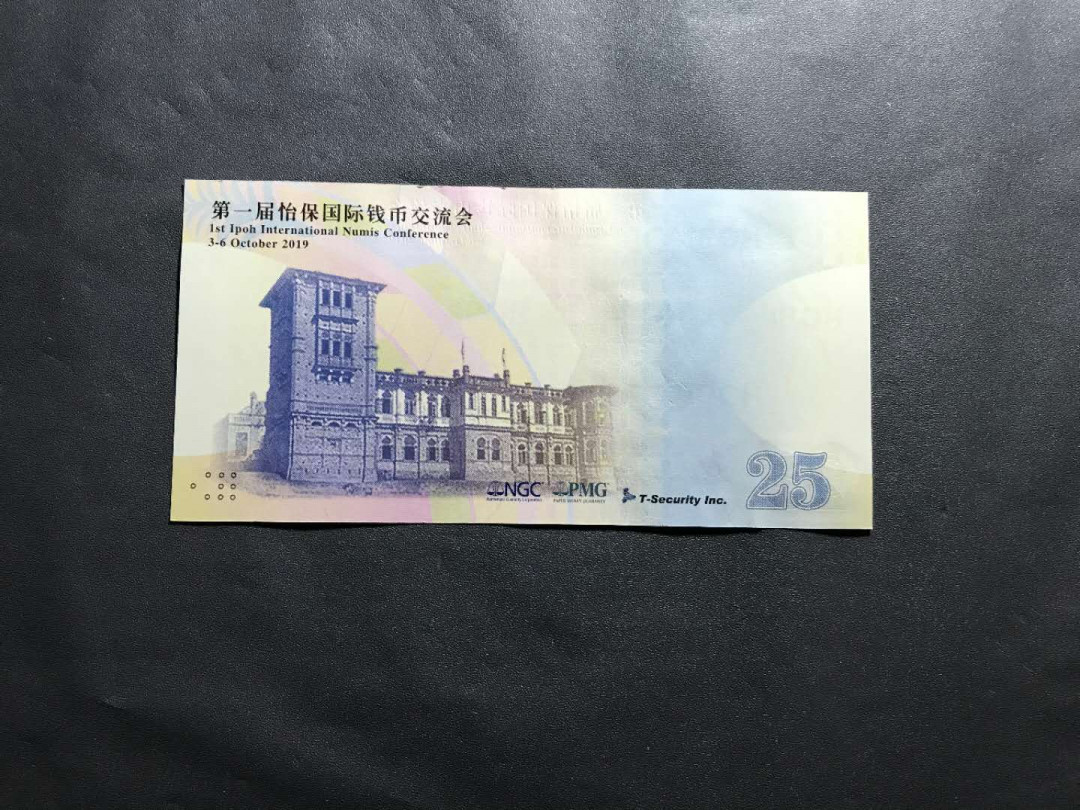 第一届怡保国际钱币交流会
1st Ipoh International Numis Conference
3-6 October 2019
NGC
PMG
T-Security Inc.
25